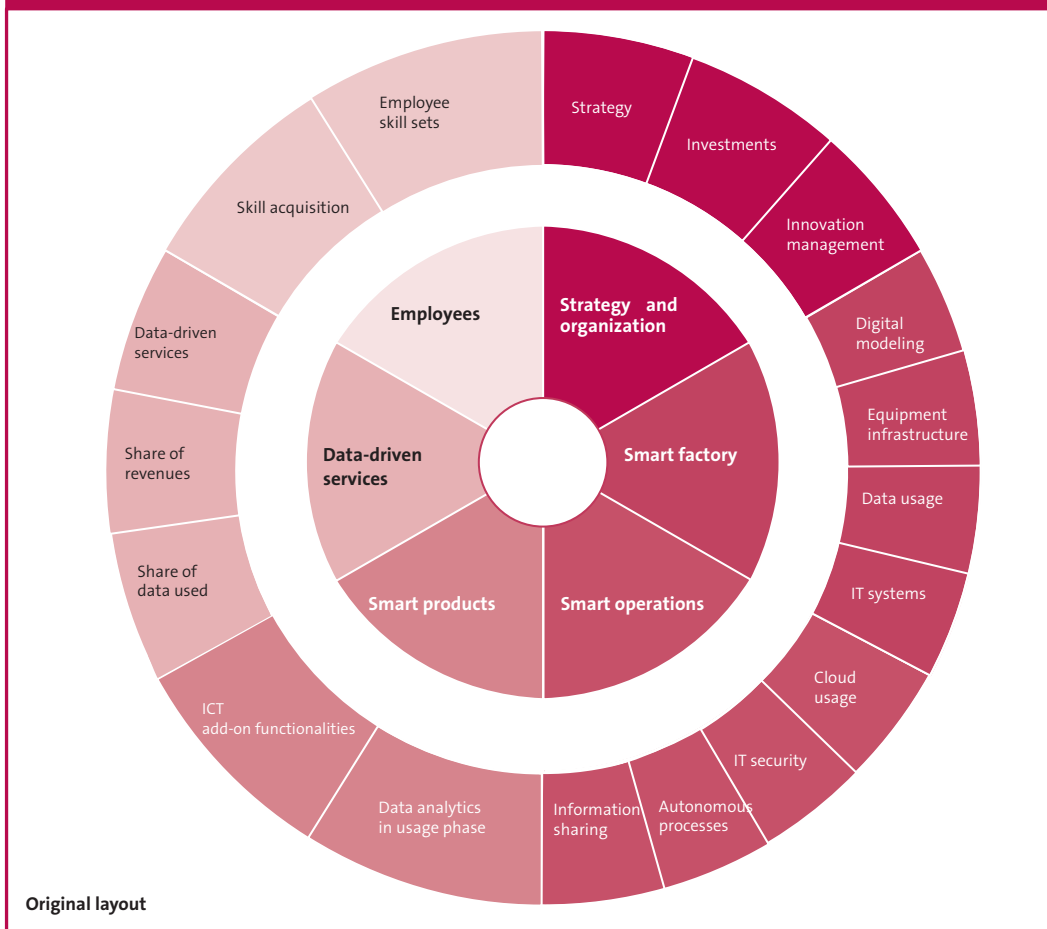 Strategy
Investments
Innovation
management
Digital
modeling
Equipment
infrastructure
Data usage
IT systems
Cloud
usage
IT security
Autonomous
processes
Information
sharing
Data analytics
in usage phase
ICT
add-on functionalities
Share of
data used
Share of
revenues
Data-driven
services
Skill acquisition
Employee
skill sets
Strategy and
organization
Smart factory
Smart operations
Smart products
Data-driven
services
Employees
Original layout